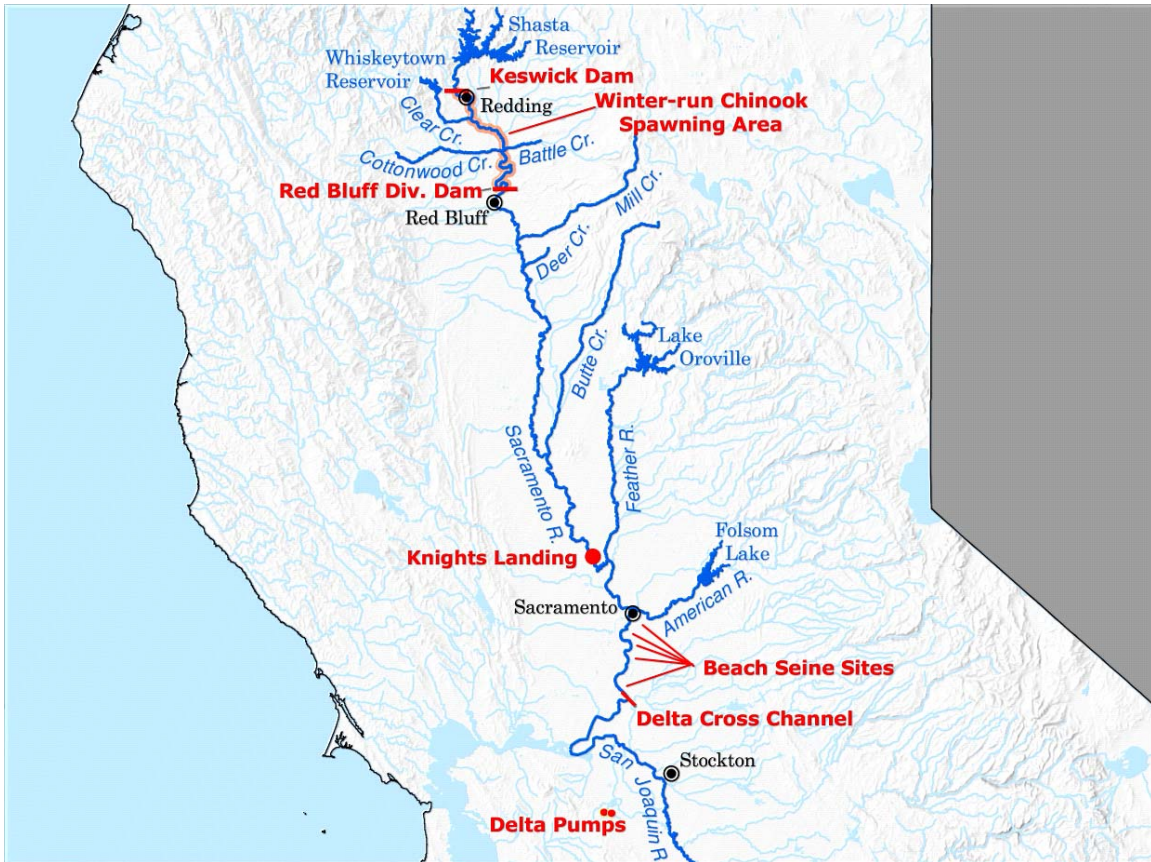 Shasta
Reservoir
Whiskeytown
Reservoir
Keswick Dam
Redding
Winter-run Chinook
Spawning Area
Clear Cr.
Cottonwood Cr.
Battle Cr.
Red Bluff Div. Dam
Red Bluff
Mill Cr.
Deer Cr.
Butte Cr.
Lake
Oroville
Sacramento R.
Feather R.
Knights Landing
Folsom
Lake
Sacramento
American R.
Beach Seine Sites
Delta Cross Channel
San Joaquin R.
Stockton
Delta Pumps